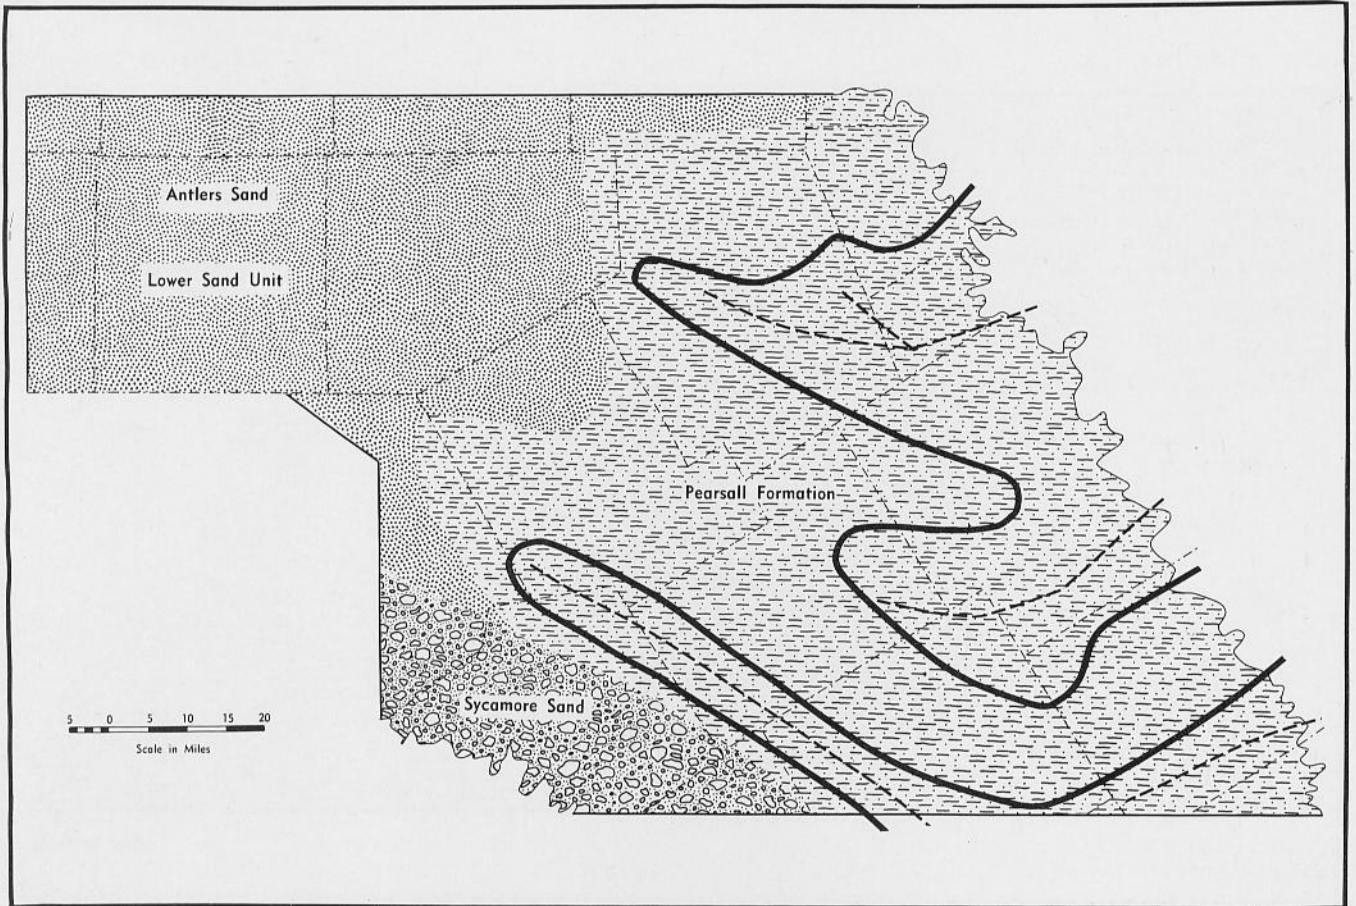 Antlers Sand
Lower Sand Unit
Pearsall Formation
Sycamore Sand
5 0 5 10 15 20
Scale in Miles